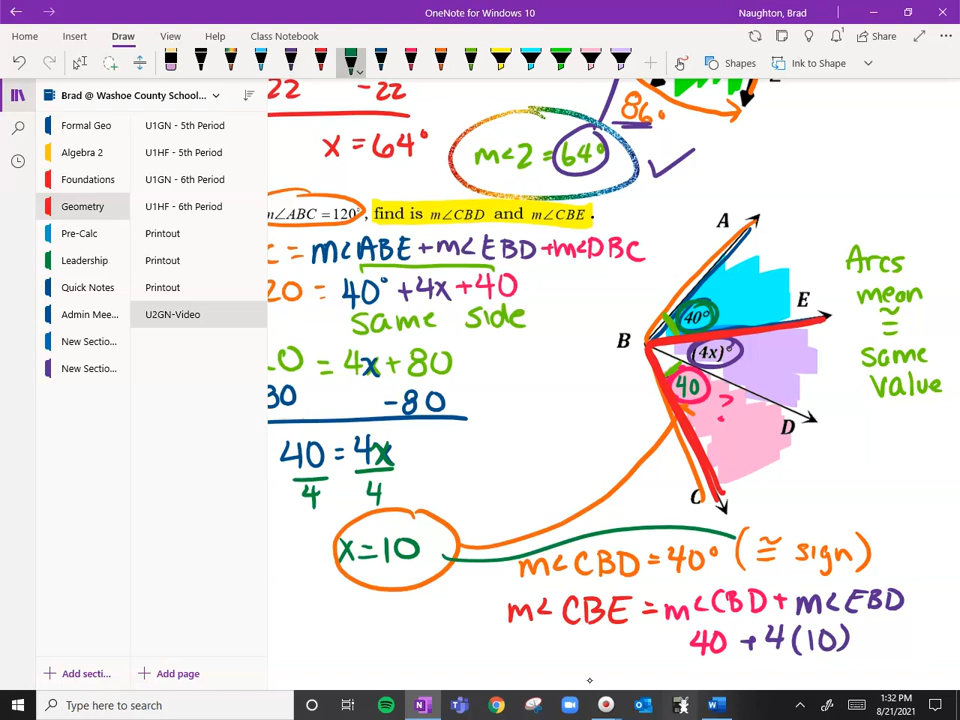 OneNote for Windows 10
Naughton, Brad
Home Insert Draw View Help Class Notebook
Share
Shapes
Ink to Shape
Brad @ Washoe County School...
Formal Geo
Algebra 2
Foundations
Geometry
Pre-Calc
Leadership
Quick Notes
Admin Mee...
New Sectio...
New Sectio...
Add secti...
U1GN - 5th Period
U1HF - 5th Period
U1GN - 6th Period
U1HF - 6th Period
Printout
Printout
Printout
U2GN-Video
Add page
22 -22
x = 64°
m∠2 = 64°
86°
m∠ABC = 120°, find is m∠CBD and m∠CBE.
C = m∠ABE + m∠EBD + m∠DBC
20 = 40° + 4x + 40
same side
20 = 4x + 80
80 -80
40 = 4x
4 4
x = 10
A
E
B
D
C
40°
(4x)°
40
?
Arcs
mean
≅
same
value
m∠CBD = 40° (≅ sign)
m∠CBE = m∠CBD + m∠EBD
40 + 4(10)
Type here to search
1:32 PM
8/21/2021